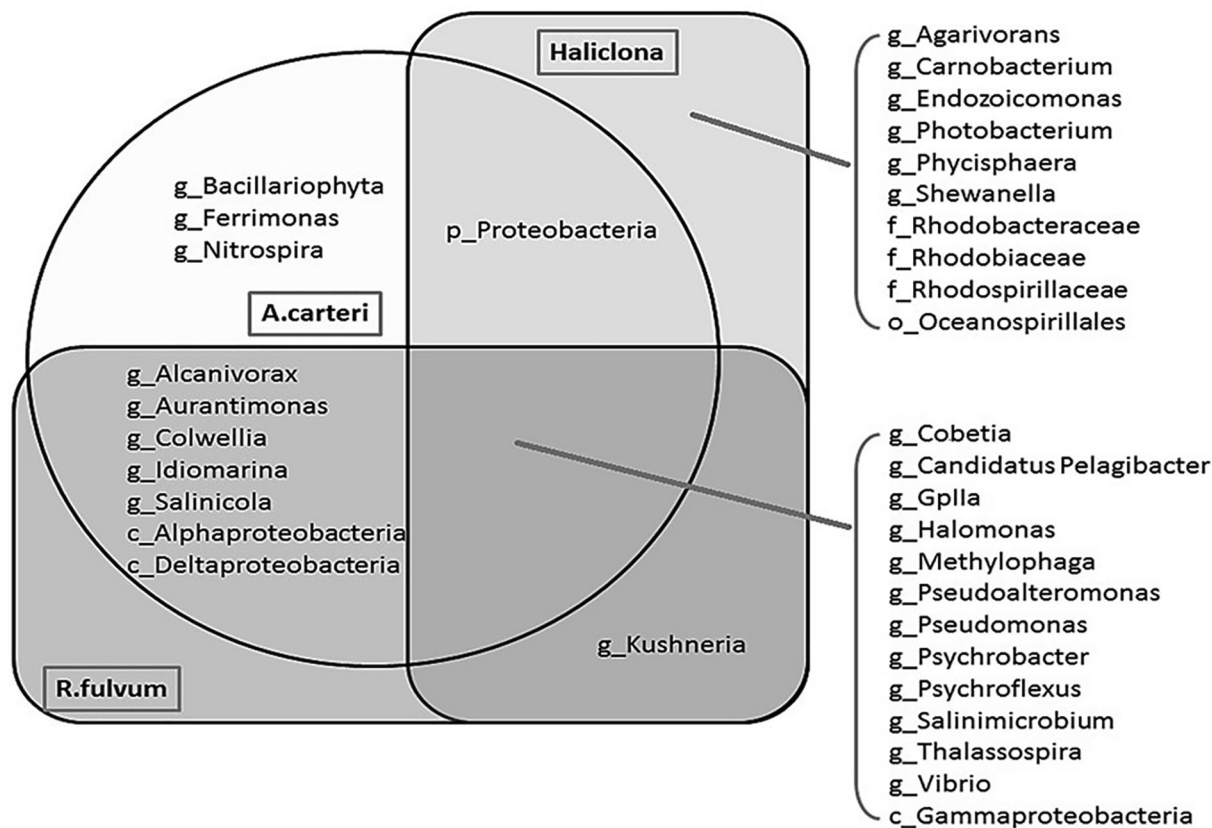 Haliclona
g_Bacillariophyta
g_Ferrimonas
g_Nitrospira
p_Proteobacteria
A.carteri
g_Alcanivorax
g_Aurantimonas
g_Colwellia
g_Idiomarina
g_Salinicola
c_Alphaproteobacteria
c_Deltaproteobacteria
g_Kushneria
R.fulvum
g_Agarivorans
g_Carnobacterium
g_Endozoicomonas
g_Photobacterium
g_Phycisphaera
g_Shewanella
f_Rhodobacteraceae
f_Rhodobiaceae
f_Rhodospirillaceae
o_Oceanospirillales
g_Cobetia
g_Candidatus Pelagibacter
g_Gplla
g_Halomonas
g_Methylophaga
g_Pseudoalteromonas
g_Pseudomonas
g_Psychrobacter
g_Psychroflexus
g_Salinimicrobium
g_Thalassospira
g_Vibrio
c_Gammaproteobacteria